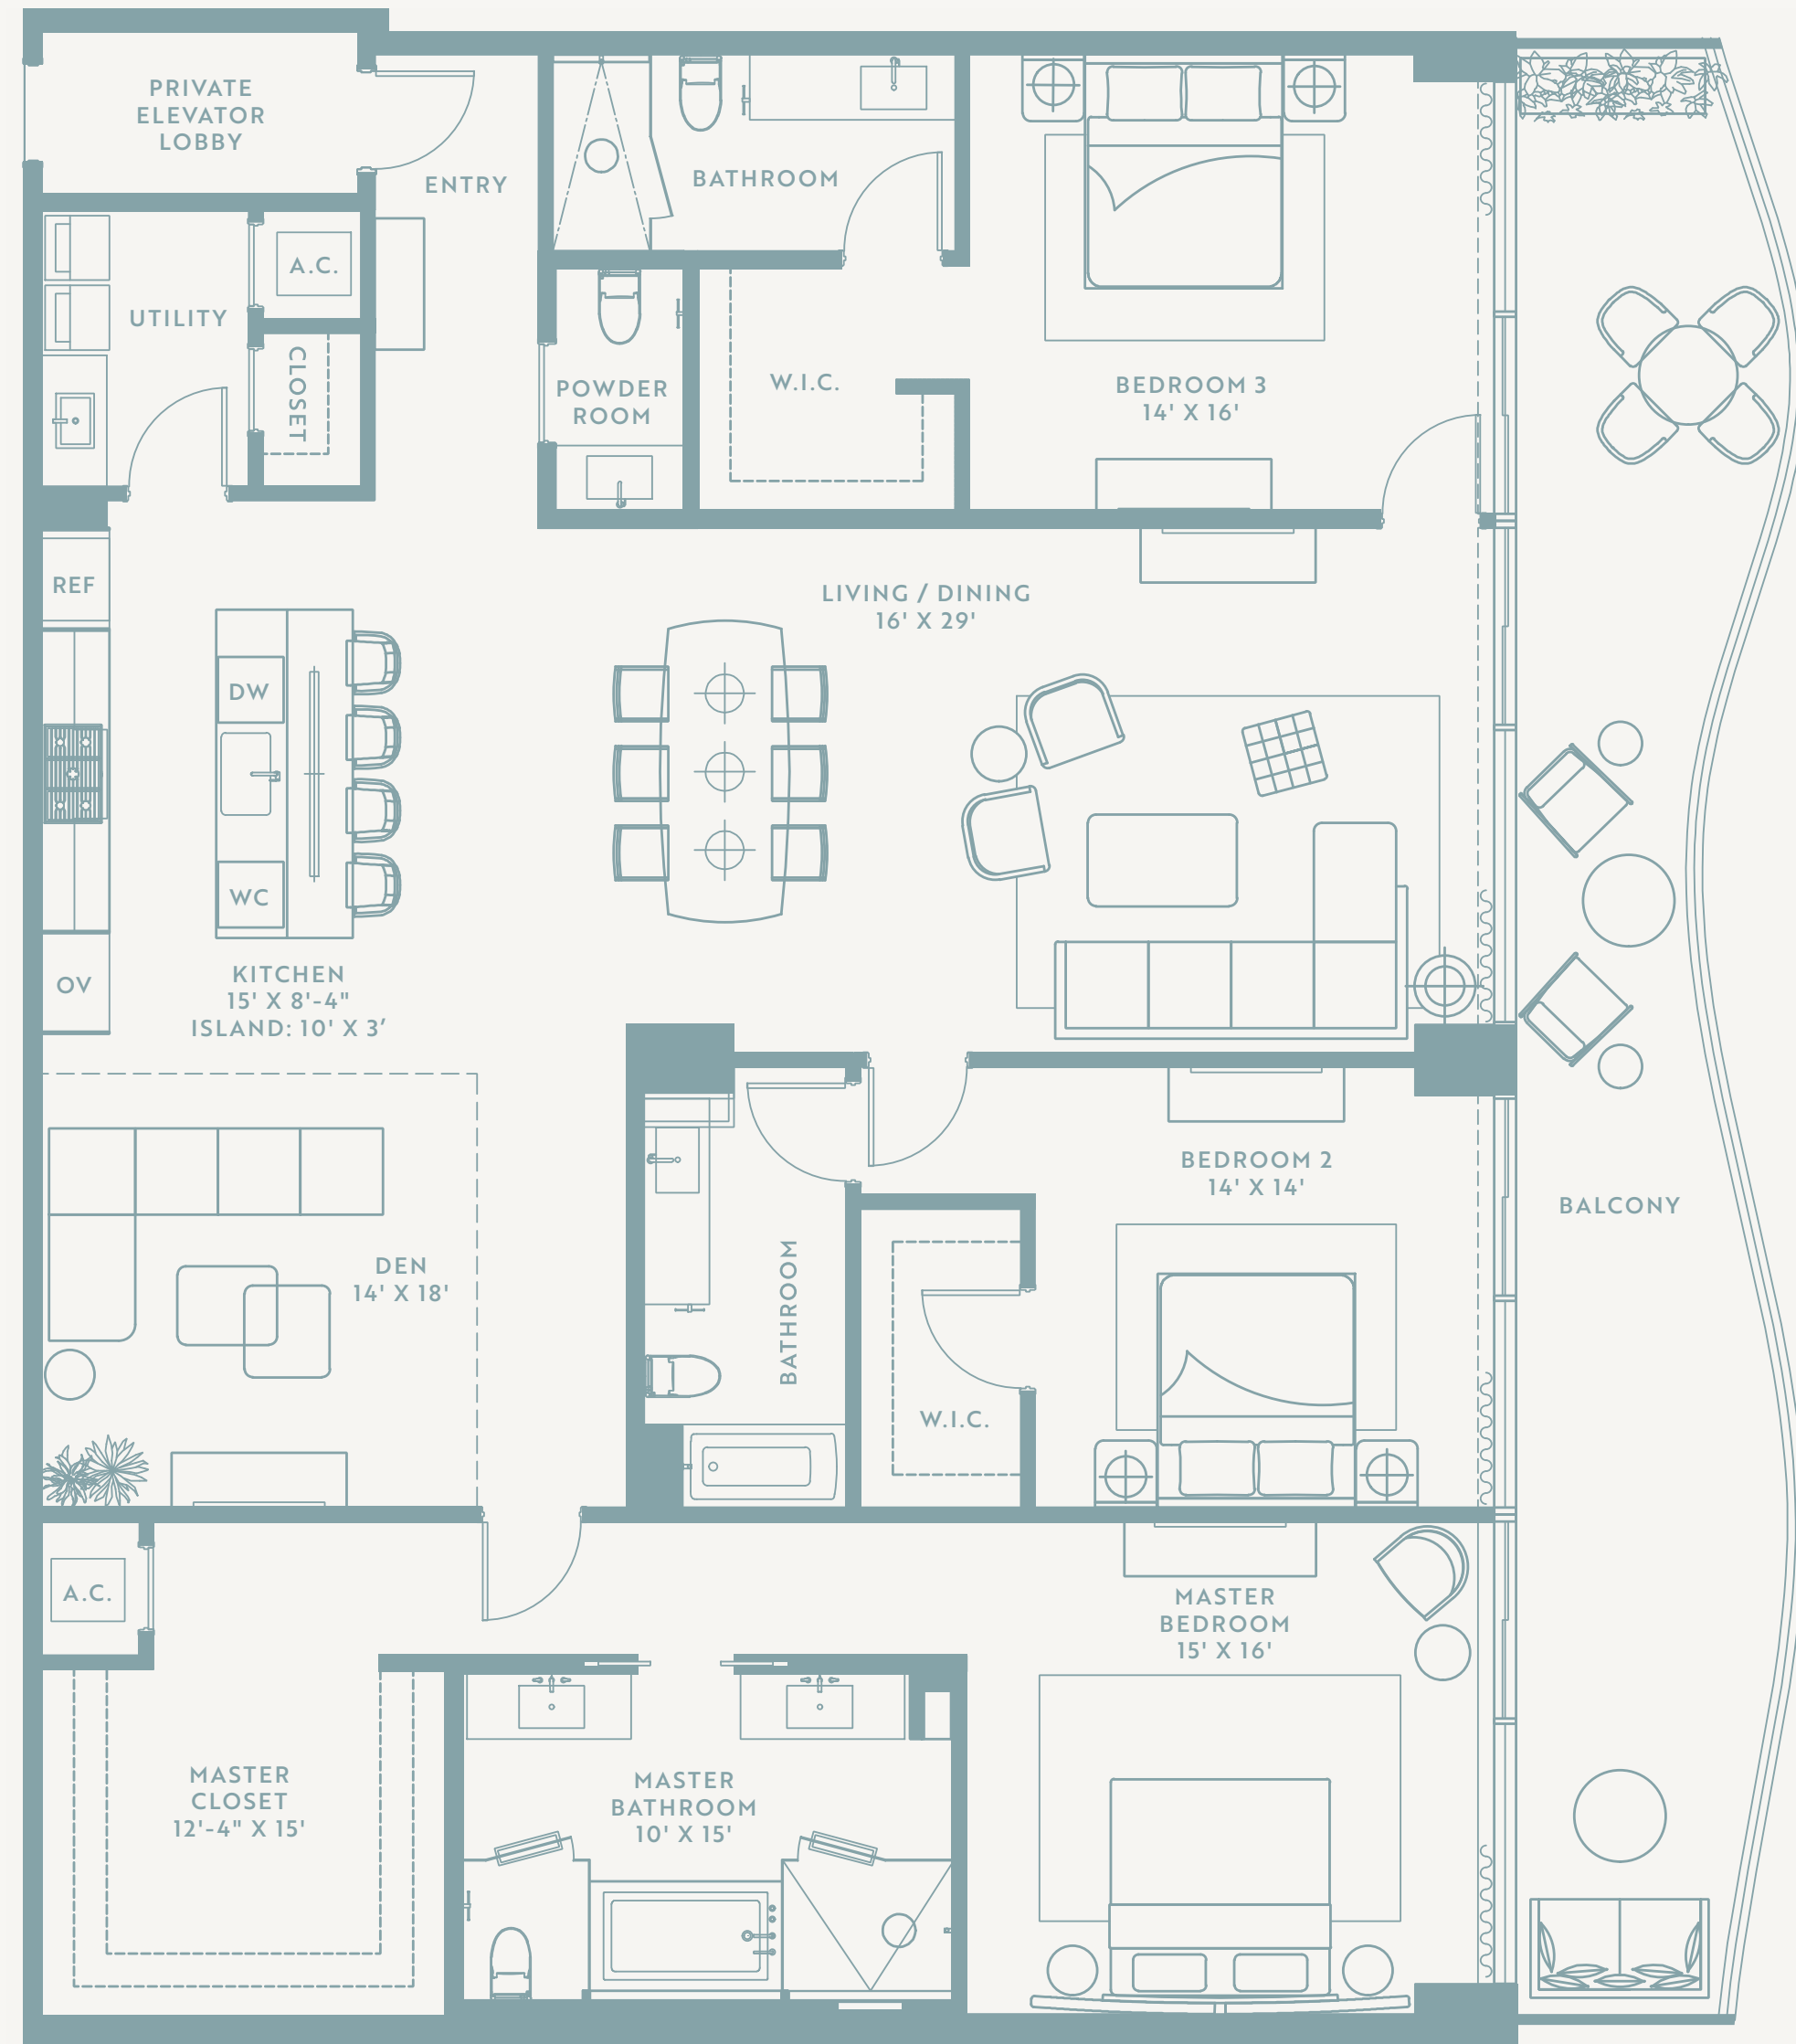 PRIVATE
ELEVATOR
LOBBY
ENTRY
BATHROOM
A.C.
UTILITY
CLOSET
POWDER
ROOM
W.I.C.
BEDROOM 3
14' X 16'
REF
LIVING / DINING
16' X 29'
DW
WC
OV
KITCHEN
15' X 8'-4"
ISLAND: 10' X 3′
BEDROOM 2
14' X 14'
BALCONY
DEN
14' X 18'
BATHROOM
W.I.C.
A.C.
MASTER
BEDROOM
15' X 16'
MASTER
CLOSET
12'-4" X 15'
MASTER
BATHROOM
10' X 15'